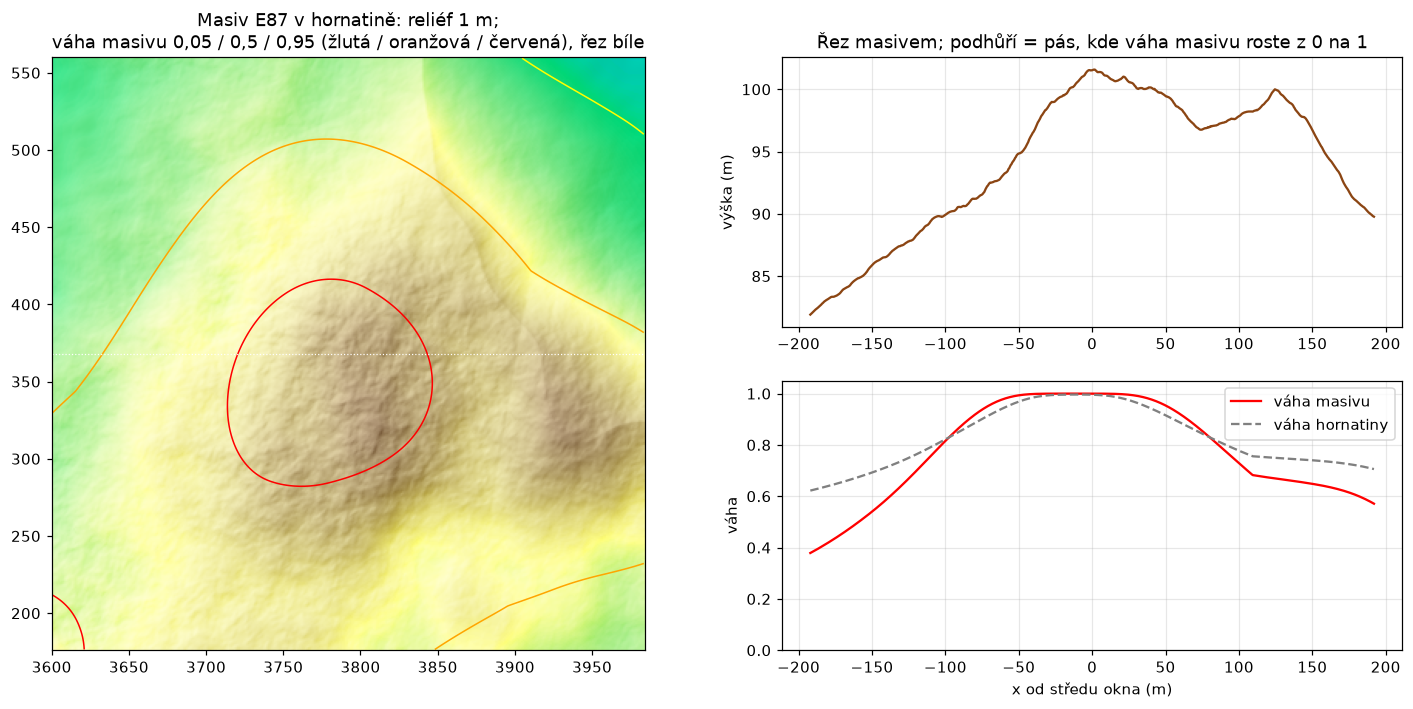 Masiv E87 v hornatině: reliéf 1 m;
váha masivu 0,05 / 0,5 / 0,95 (žlutá / oranžová / červená), řez bíle
550
500
450
400
350
300
250
200
3600 3650 3700 3750 3800 3850 3900 3950
Řez masivem; podhůří = pás, kde váha masivu roste z 0 na 1
výška (m)
100
95
90
85
−200 −150 −100 −50 0 50 100 150 200
váha
1.0
0.8
0.6
0.4
0.2
0.0
váha masivu
váha hornatiny
−200 −150 −100 −50 0 50 100 150 200
x od středu okna (m)